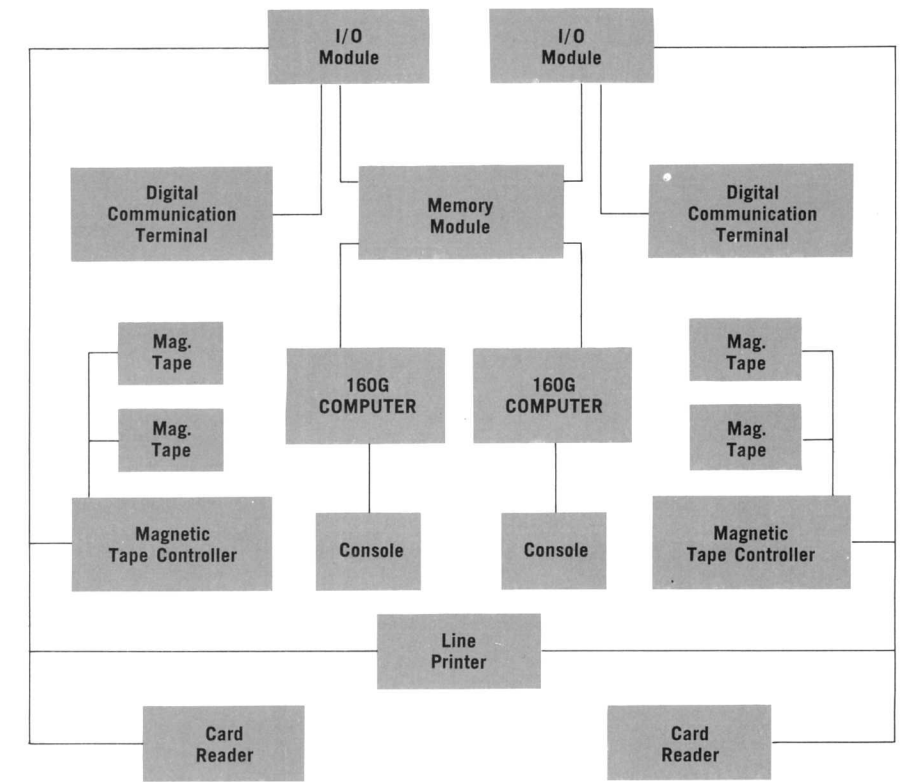 I/O
Module
I/O
Module
Digital
Communication
Terminal
Memory
Module
Digital
Communication
Terminal
Mag.
Tape
160G
COMPUTER
160G
COMPUTER
Mag.
Tape
Mag.
Tape
Mag.
Tape
Magnetic
Tape Controller
Console
Console
Magnetic
Tape Controller
Line
Printer
Card
Reader
Card
Reader